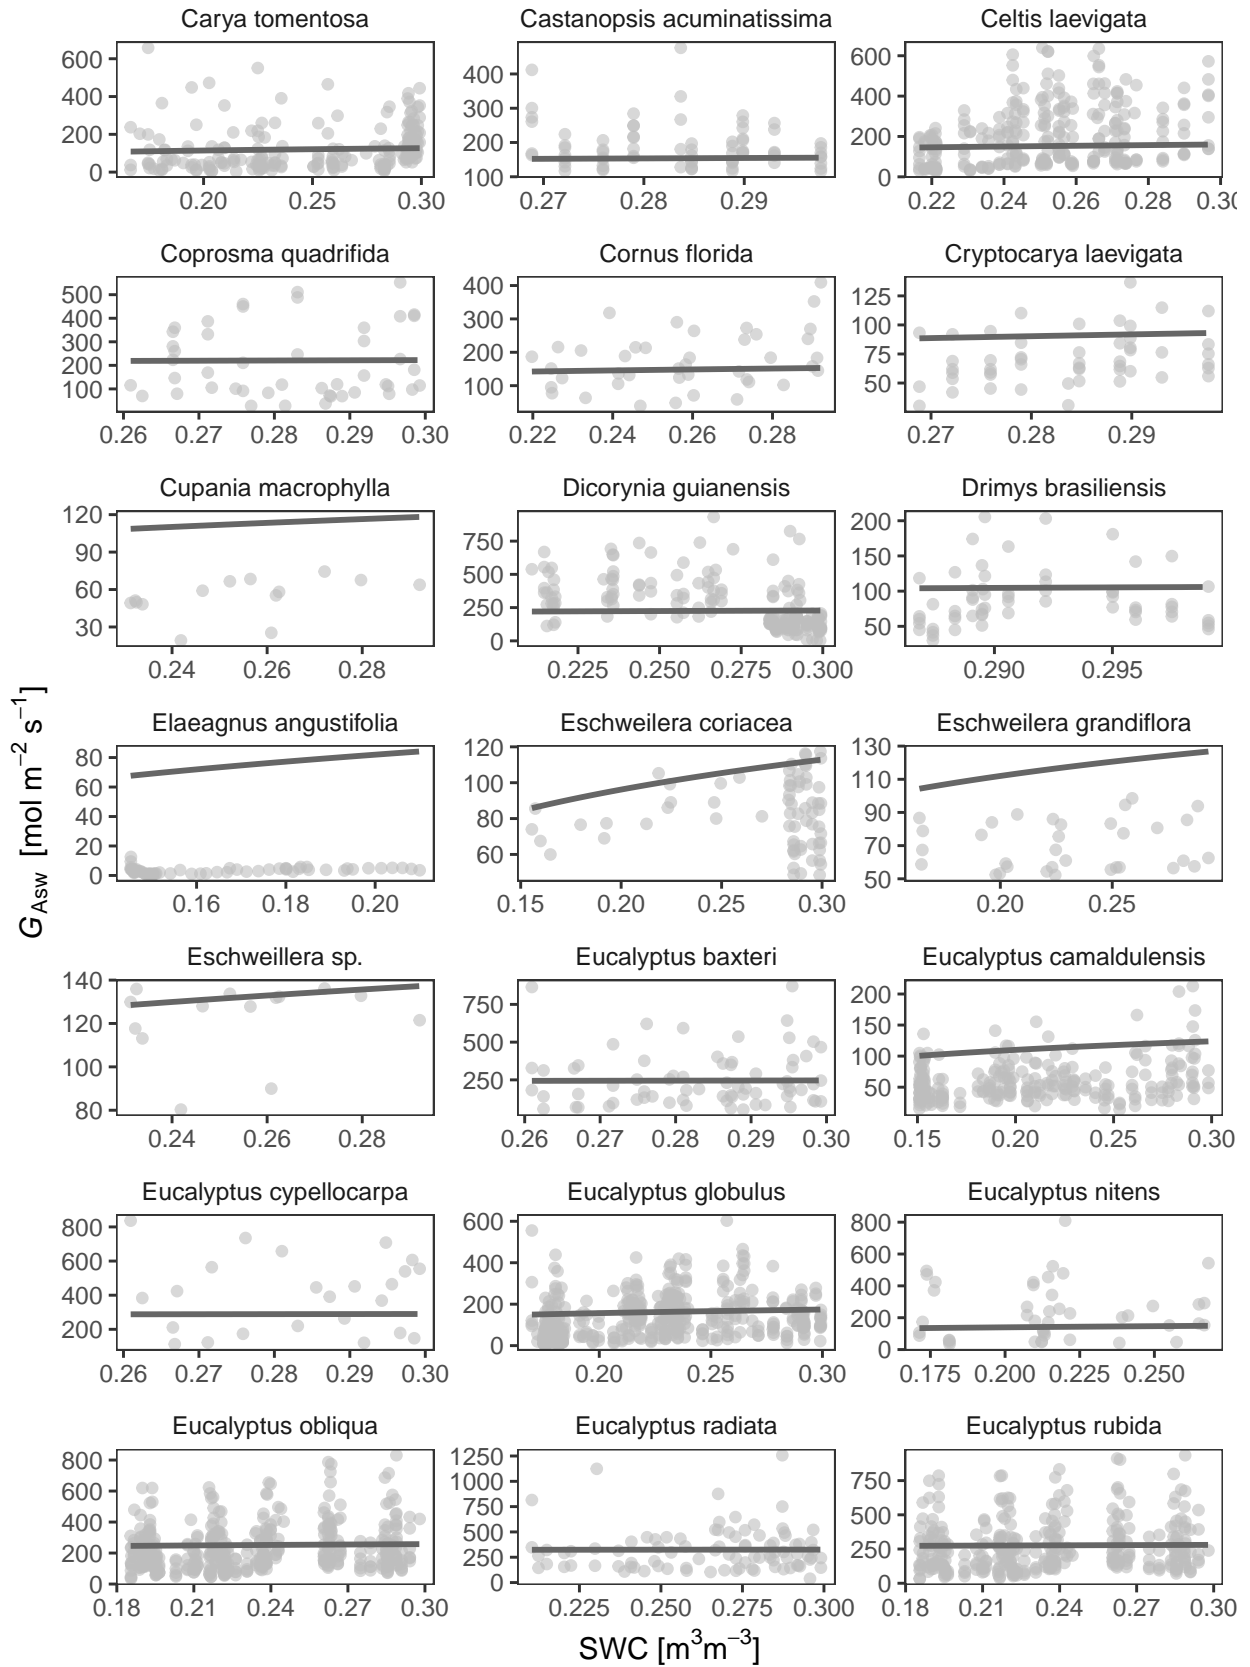 Carya tomentosa
Castanopsis acuminatissima
Celtis laevigata
600
400
200
0
0.20 0.25 0.30
400
300
200
100
0.27 0.28 0.29
600
400
200
0
0.22 0.24 0.26 0.28 0.30
Coprosma quadrifida
Cornus florida
Cryptocarya laevigata
500
400
300
200
100
0.26 0.27 0.28 0.29 0.30
400
300
200
100
0.22 0.24 0.26 0.28
125
100
75
50
0.27 0.28 0.29
Cupania macrophylla
Dicorynia guianensis
Drimys brasiliensis
120
90
60
30
0.24 0.26 0.28
750
500
250
0
0.225 0.250 0.275 0.300
200
150
100
50
0.290 0.295
G_Asw [mol m⁻² s⁻¹]
Elaeagnus angustifolia
Eschweilera coriacea
Eschweilera grandiflora
80
60
40
20
0
0.16 0.18 0.20
120
100
80
60
0.15 0.20 0.25 0.30
130
110
90
70
50
0.20 0.25
Eschweillera sp.
Eucalyptus baxteri
Eucalyptus camaldulensis
140
120
100
80
0.24 0.26 0.28
750
500
250
0.26 0.27 0.28 0.29 0.30
200
150
100
50
0.15 0.20 0.25 0.30
Eucalyptus cypellocarpa
Eucalyptus globulus
Eucalyptus nitens
800
600
400
200
0.26 0.27 0.28 0.29 0.30
600
400
200
0
0.20 0.25 0.30
800
600
400
200
0
0.175 0.200 0.225 0.250
Eucalyptus obliqua
Eucalyptus radiata
Eucalyptus rubida
800
600
400
200
0
0.18 0.21 0.24 0.27 0.30
1250
1000
750
500
250
0
0.225 0.250 0.275 0.300
750
500
250
0
0.18 0.21 0.24 0.27 0.30
SWC [m³m⁻³]